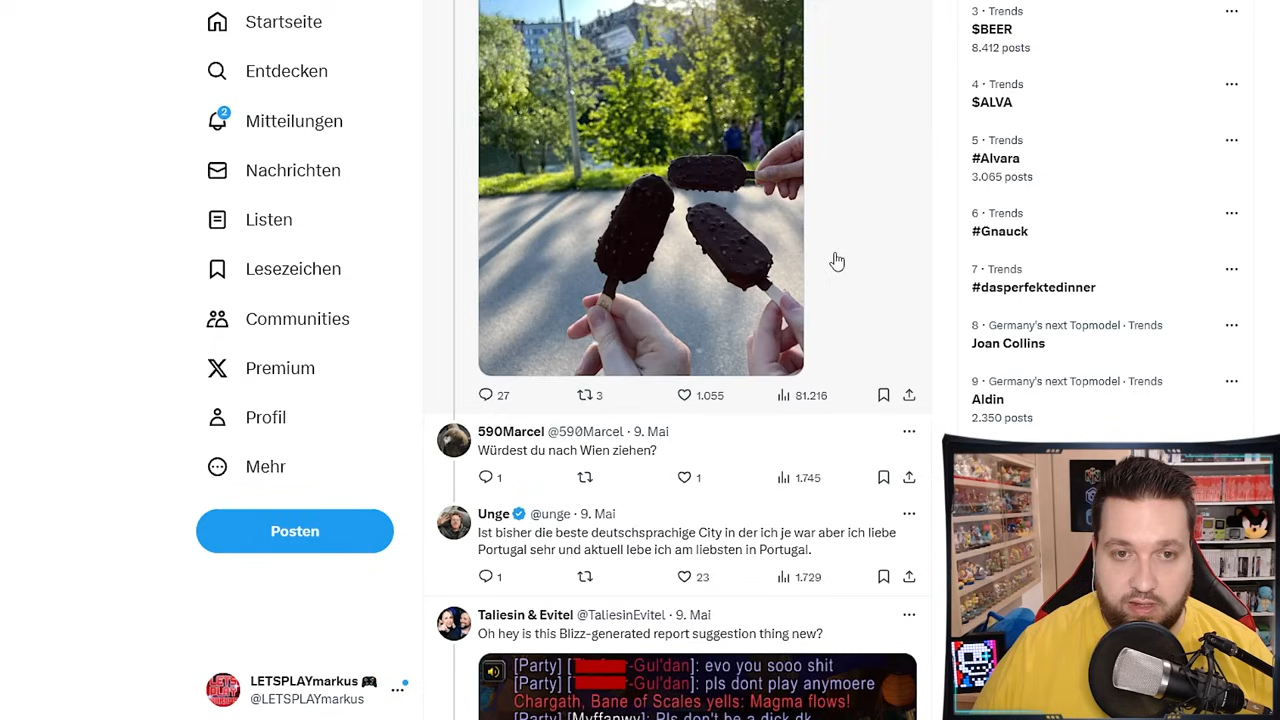 Startseite
Entdecken
2
Mitteilungen
Nachrichten
Listen
Lesezeichen
Communities
Premium
Profil
Mehr
Posten
LETSPLAYmarkus 🎮
@LETSPLAYmarkus
27
3
1.055
81.216
590Marcel @590Marcel · 9. Mai
Würdest du nach Wien ziehen?
1
1
1.745
Unge @unge · 9. Mai
Ist bisher die beste deutschsprachige City in der ich je war aber ich liebe
Portugal sehr und aktuell lebe ich am liebsten in Portugal.
1
23
1.729
Taliesin & Evitel @TaliesinEvitel · 9. Mai
Oh hey is this Blizz-generated report suggestion thing new?
-Gul'dan]: evo you sooo shit
-Gul'dan]: pls dont play anymoere
Chargath, Bane of Scales yells: Magma flows!
[Party] [Myffanwy]: Pls don't be a dick dk
3 · Trends
$BEER
8.412 posts
4 · Trends
$ALVA
5 · Trends
#Alvara
3.065 posts
6 · Trends
#Gnauck
7 · Trends
#dasperfektedinner
8 · Germany's next Topmodel · Trends
Joan Collins
9 · Germany's next Topmodel · Trends
Aldin
2.350 posts